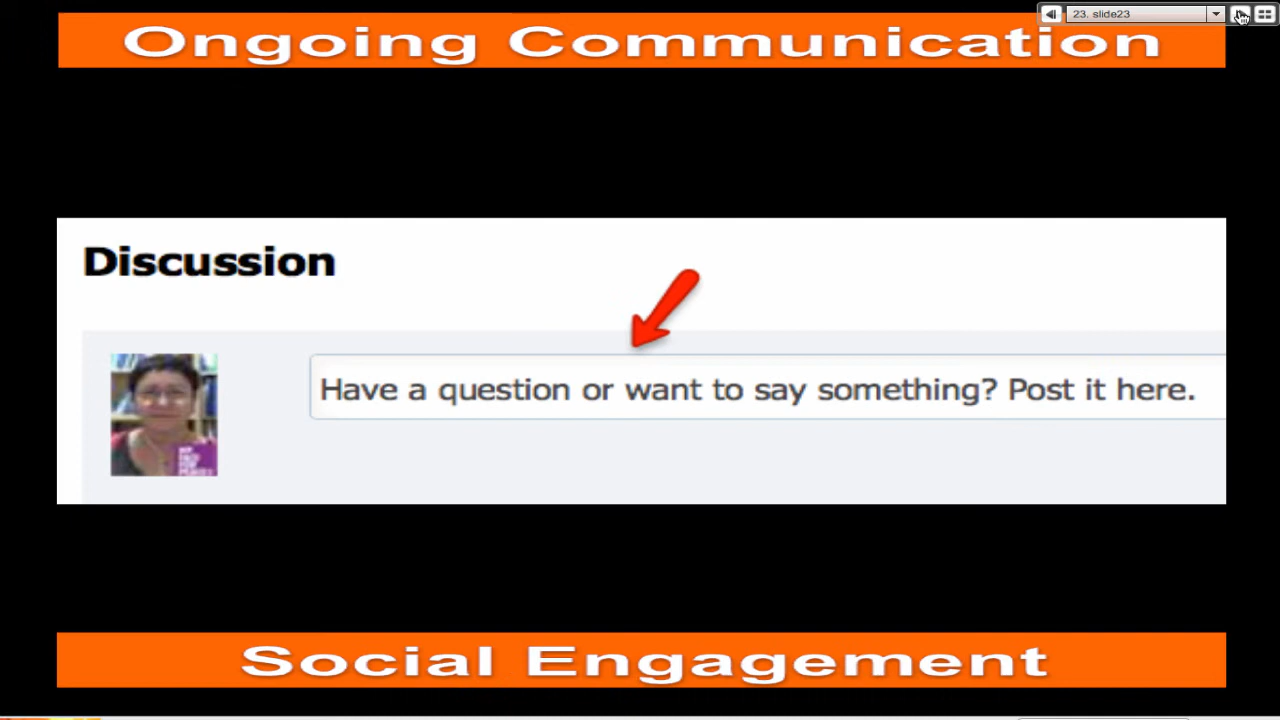 23. slide23
Ongoing Communication
Discussion
Have a question or want to say something? Post it here.
Social Engagement